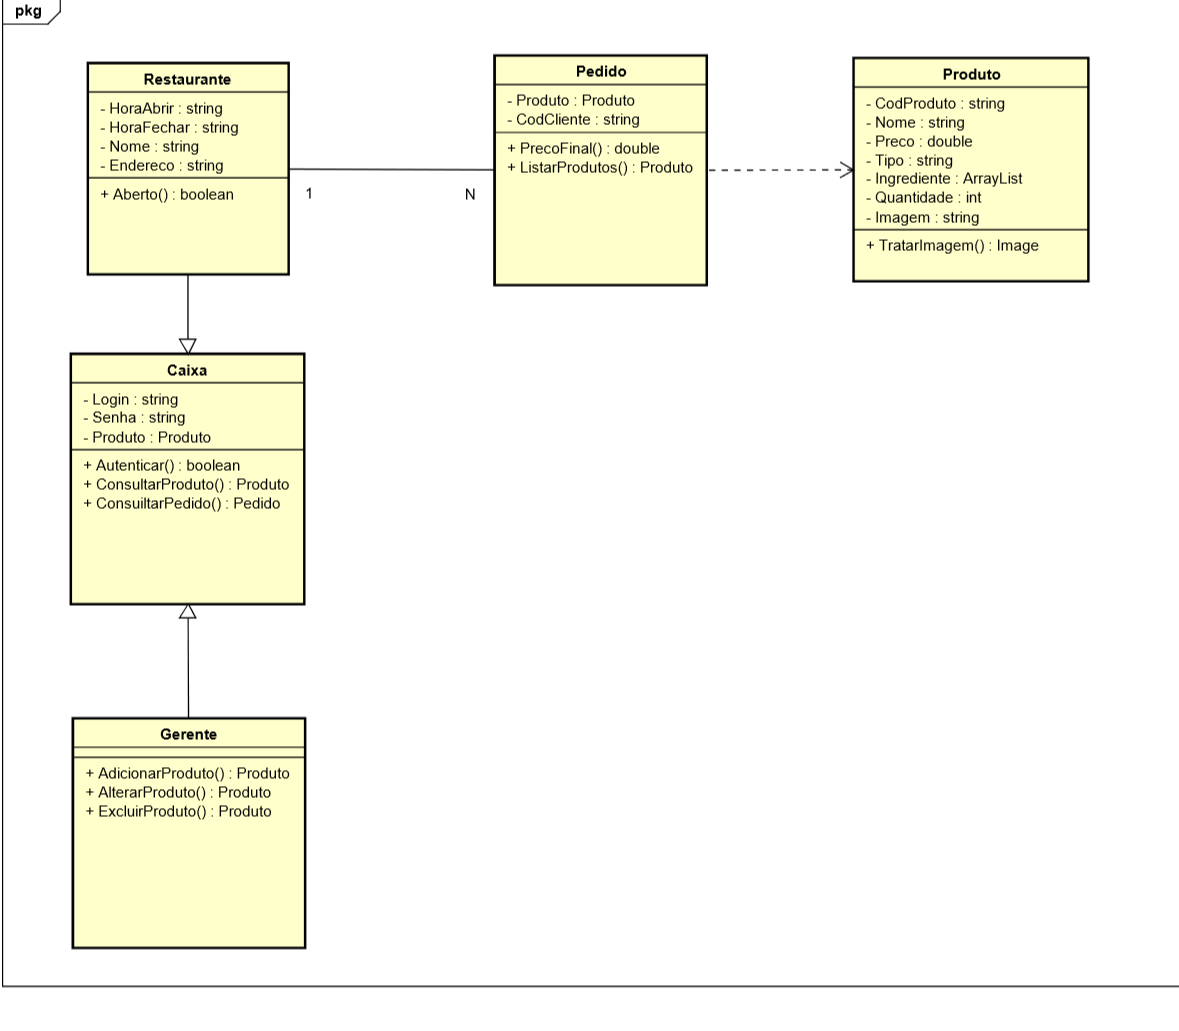 pkg
Restaurante
- HoraAbrir : string
- HoraFechar : string
- Nome : string
- Endereco : string
+ Aberto() : boolean
1
N
Pedido
- Produto : Produto
- CodCliente : string
+ PrecoFinal() : double
+ ListarProdutos() : Produto
Produto
- CodProduto : string
- Nome : string
- Preco : double
- Tipo : string
- Ingrediente : ArrayList
- Quantidade : int
- Imagem : string
+ TratarImagem() : Image
Caixa
- Login : string
- Senha : string
- Produto : Produto
+ Autenticar() : boolean
+ ConsultarProduto() : Produto
+ ConsuiltarPedido() : Pedido
Gerente
+ AdicionarProduto() : Produto
+ AlterarProduto() : Produto
+ ExcluirProduto() : Produto